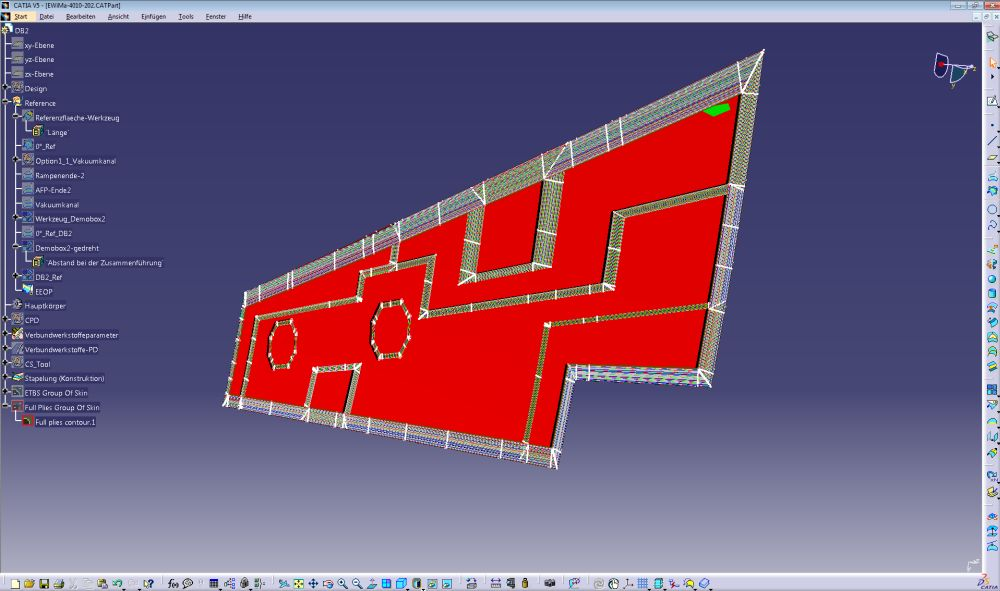 CATIA V5 - [EWiMa-4010-202.CATPart]
Start Datei Bearbeiten Ansicht Einfügen Tools Fenster Hilfe
DB2
xy-Ebene
yz-Ebene
zx-Ebene
Design
Reference
Referenzflaeche-Werkzeug
`Länge`
0°_Ref
Option1_1_Vakuumkanal
Rampenende-2
AFP-Ende2
Vakuumkanal
Werkzeug_Demobox2
0°_Ref_DB2
Demobox2-gedreht
`Abstand bei der Zusammenführung`
DB2_Ref
EEOP
Hauptkörper
CPD
Verbundwerkstoffeparameter
Verbundwerkstoffe-PD
CS_Tool
Stapelung (Konstruktion)
ETBS Group Of Skin
Full Plies Group Of Skin
Full plies contour.1
z
y
f(x)
CATIA